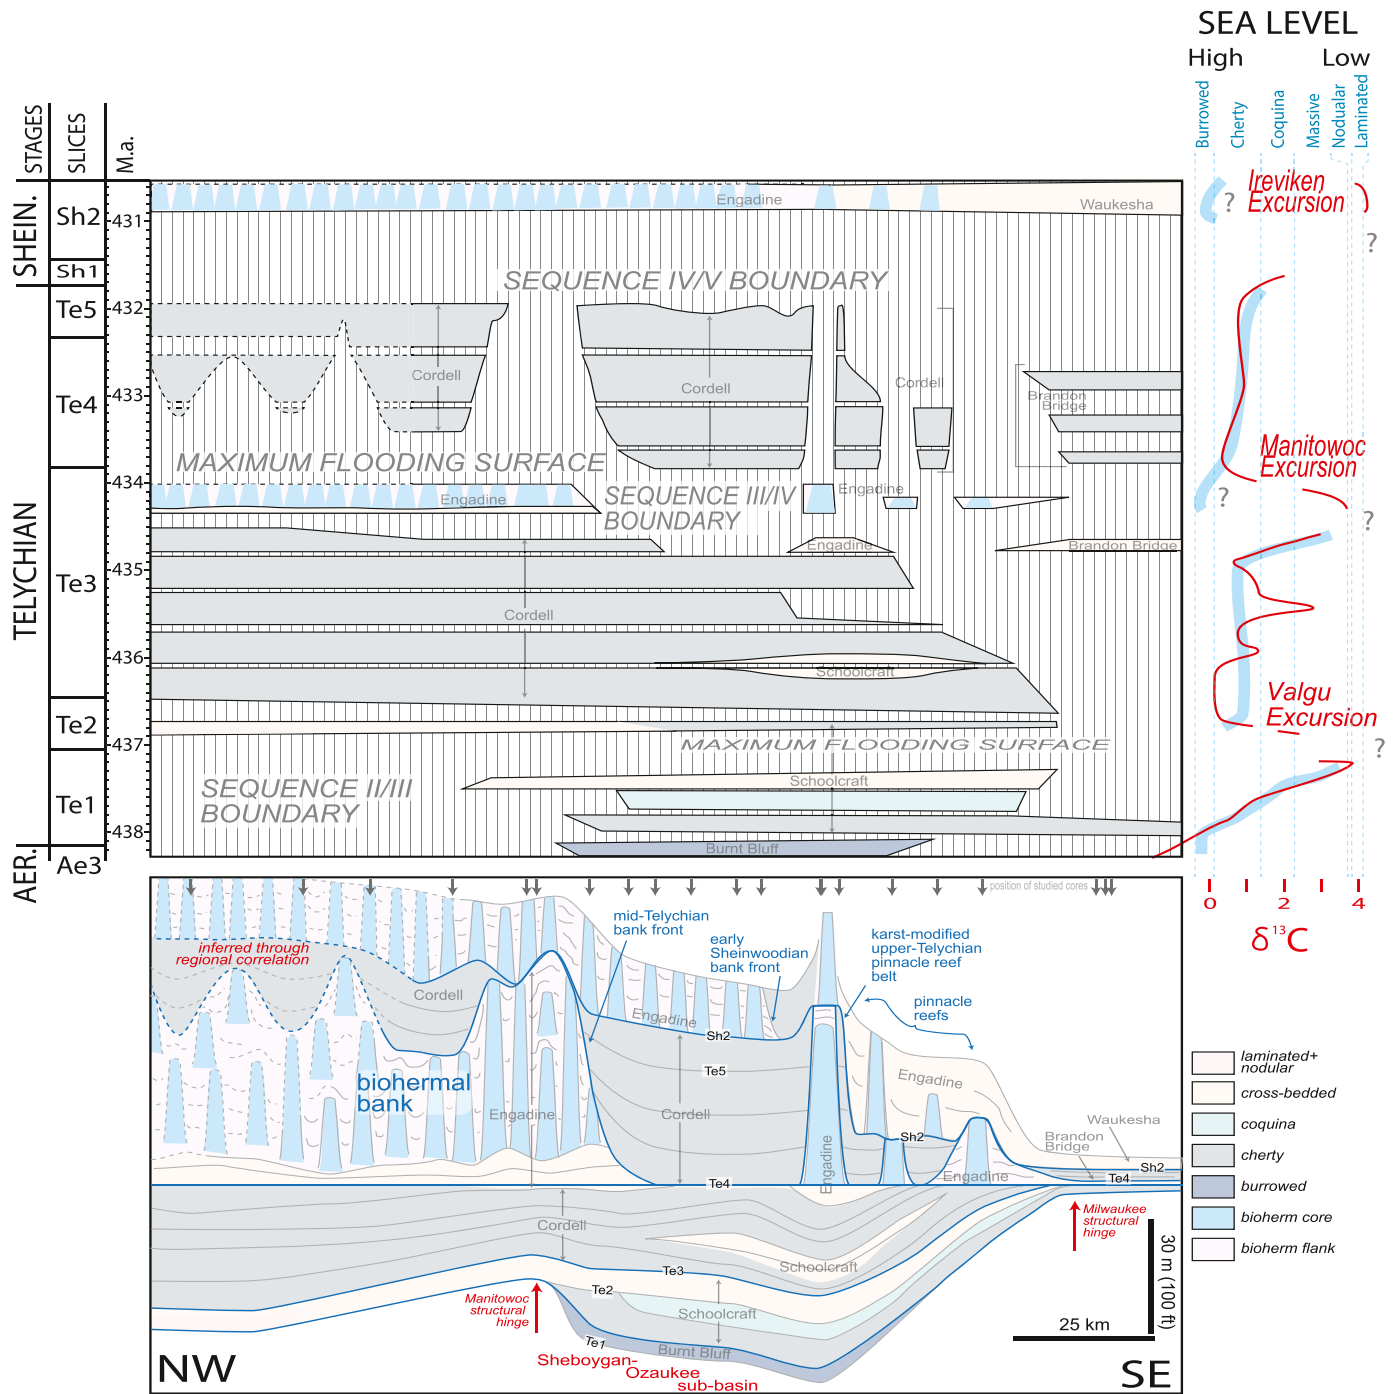 SEA LEVEL
High Low
Burrowed
Cherty
Coquina
Massive
Nodualar
Laminated
STAGES
SLICES
M.a.
SHEIN.
TELYCHIAN
AER.
Sh2
Sh1
Te5
Te4
Te3
Te2
Te1
Ae3
431
432
433
434
435
436
437
438
Engadine
Waukesha
SEQUENCE IV/V BOUNDARY
Cordell
Cordell
Cordell
Brandon
Bridge
MAXIMUM FLOODING SURFACE
Engadine
SEQUENCE III/IV
BOUNDARY
Engadine
Engadine
Brandon Bridge
Cordell
Schoolcraft
MAXIMUM FLOODING SURFACE
SEQUENCE II/III
BOUNDARY
Schoolcraft
Burnt Bluff
Ireviken
Excursion
?
?
Manitowoc
Excursion
?
?
Valgu
Excursion
?
0 2 4
δ13C
position of studied cores
inferred through
regional correlation
Cordell
mid-Telychian
bank front
early
Sheinwoodian
bank front
karst-modified
upper-Telychian
pinnacle reef
belt
pinnacle
reefs
Engadine
Sh2
Te5
biohermal
bank
Engadine
Cordell
Engadine
Engadine
Sh2
Engadine
Waukesha
Brandon
Bridge
Sh2
Te4
Te4
Cordell
Schoolcraft
Te3
Te2
Schoolcraft
Te1
Burnt Bluff
Manitowoc
structural
hinge
Milwaukee
structural
hinge
Sheboygan-
Ozaukee
sub-basin
25 km
30 m (100 ft)
NW
SE
laminated+
nodular
cross-bedded
coquina
cherty
burrowed
bioherm core
bioherm flank